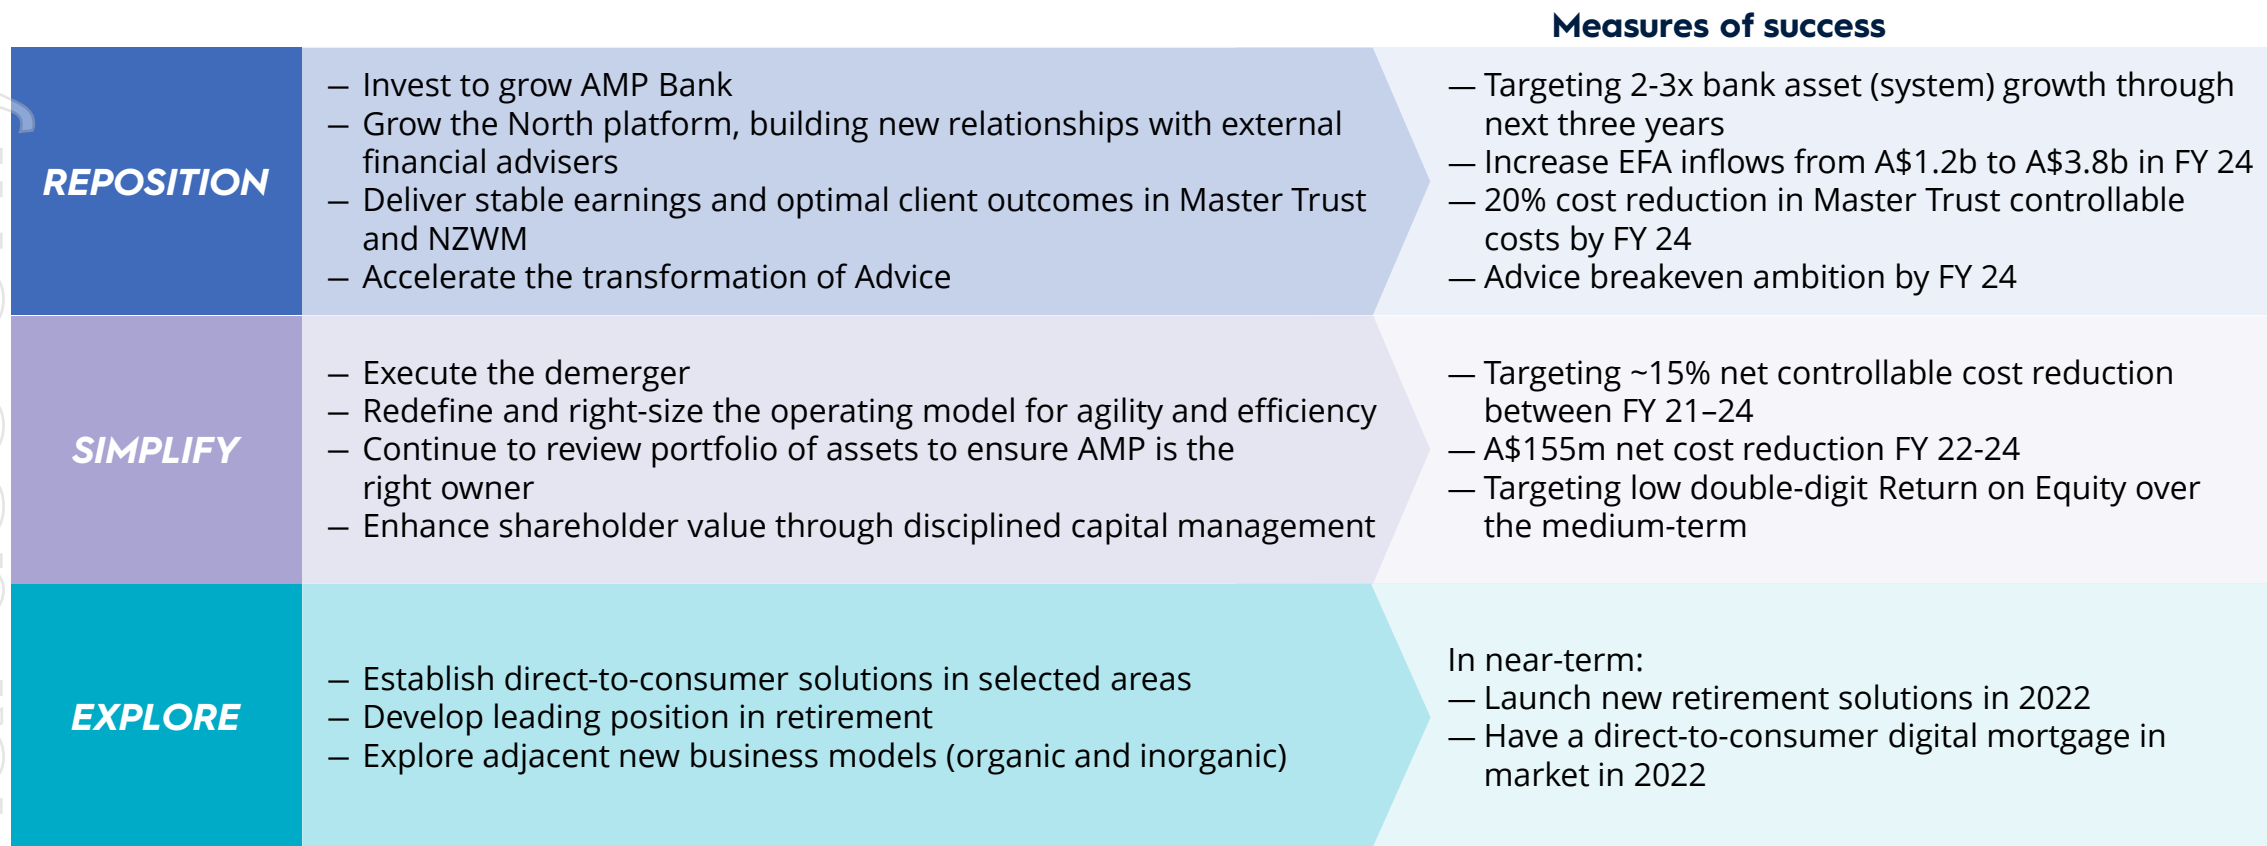 Measures of success
REPOSITION
— Invest to grow AMP Bank
— Grow the North platform, building new relationships with external
financial advisers
— Deliver stable earnings and optimal client outcomes in Master Trust
and NZWM
— Accelerate the transformation of Advice
— Targeting 2-3x bank asset (system) growth through
next three years
— Increase EFA inflows from A$1.2b to A$3.8b in FY 24
— 20% cost reduction in Master Trust controllable
costs by FY 24
— Advice breakeven ambition by FY 24
SIMPLIFY
— Execute the demerger
— Redefine and right-size the operating model for agility and efficiency
— Continue to review portfolio of assets to ensure AMP is the
right owner
— Enhance shareholder value through disciplined capital management
— Targeting ~15% net controllable cost reduction
between FY 21–24
— A$155m net cost reduction FY 22-24
— Targeting low double-digit Return on Equity over
the medium-term
EXPLORE
— Establish direct-to-consumer solutions in selected areas
— Develop leading position in retirement
— Explore adjacent new business models (organic and inorganic)
In near-term:
— Launch new retirement solutions in 2022
— Have a direct-to-consumer digital mortgage in
market in 2022